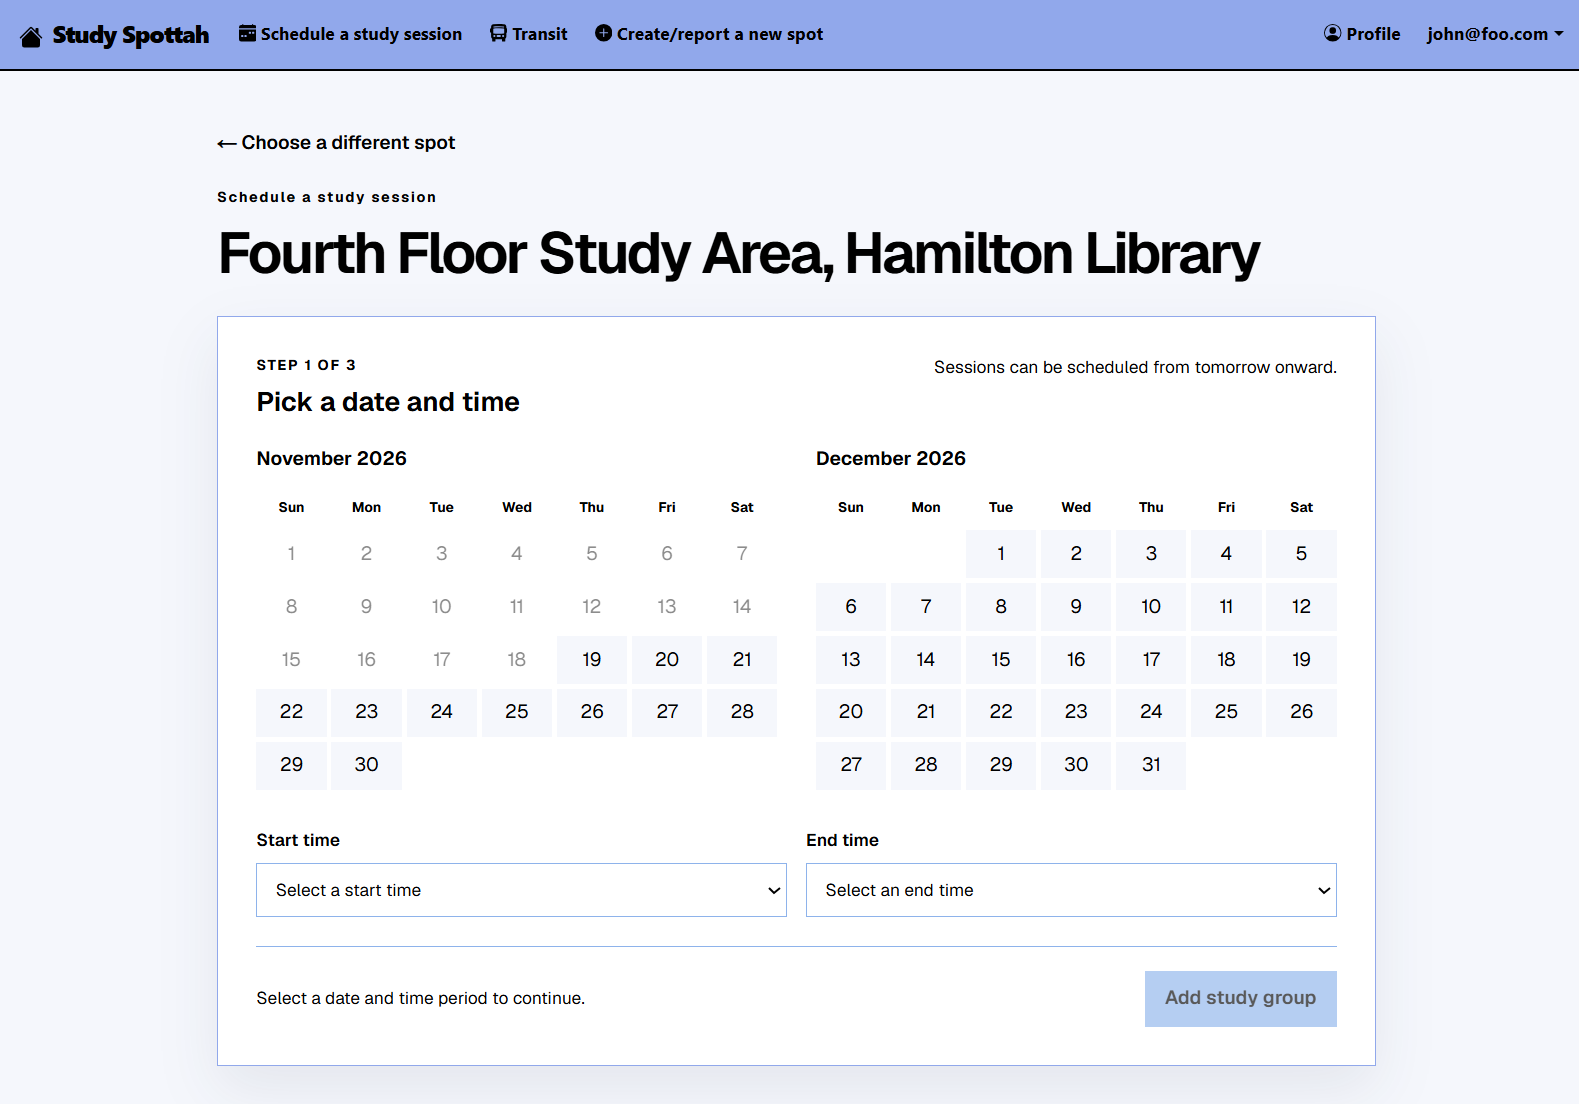 Study Spottah Schedule a study session Transit Create/report a new spot Profile john@foo.com
← Choose a different spot
Schedule a study session
Fourth Floor Study Area, Hamilton Library
STEP 1 OF 3
Sessions can be scheduled from tomorrow onward.
Pick a date and time
November 2026
Sun Mon Tue Wed Thu Fri Sat
1 2 3 4 5 6 7
8 9 10 11 12 13 14
15 16 17 18 19 20 21
22 23 24 25 26 27 28
29 30
December 2026
Sun Mon Tue Wed Thu Fri Sat
1 2 3 4 5
6 7 8 9 10 11 12
13 14 15 16 17 18 19
20 21 22 23 24 25 26
27 28 29 30 31
Start time
Select a start time
End time
Select an end time
Select a date and time period to continue.
Add study group